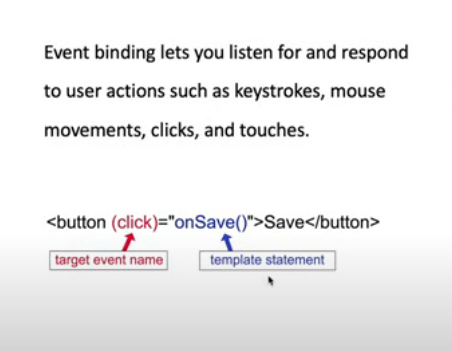 Event binding lets you listen for and respond
to user actions such as keystrokes, mouse
movements, clicks, and touches.
<button (click)="onSave()">Save</button>
target event name
template statement